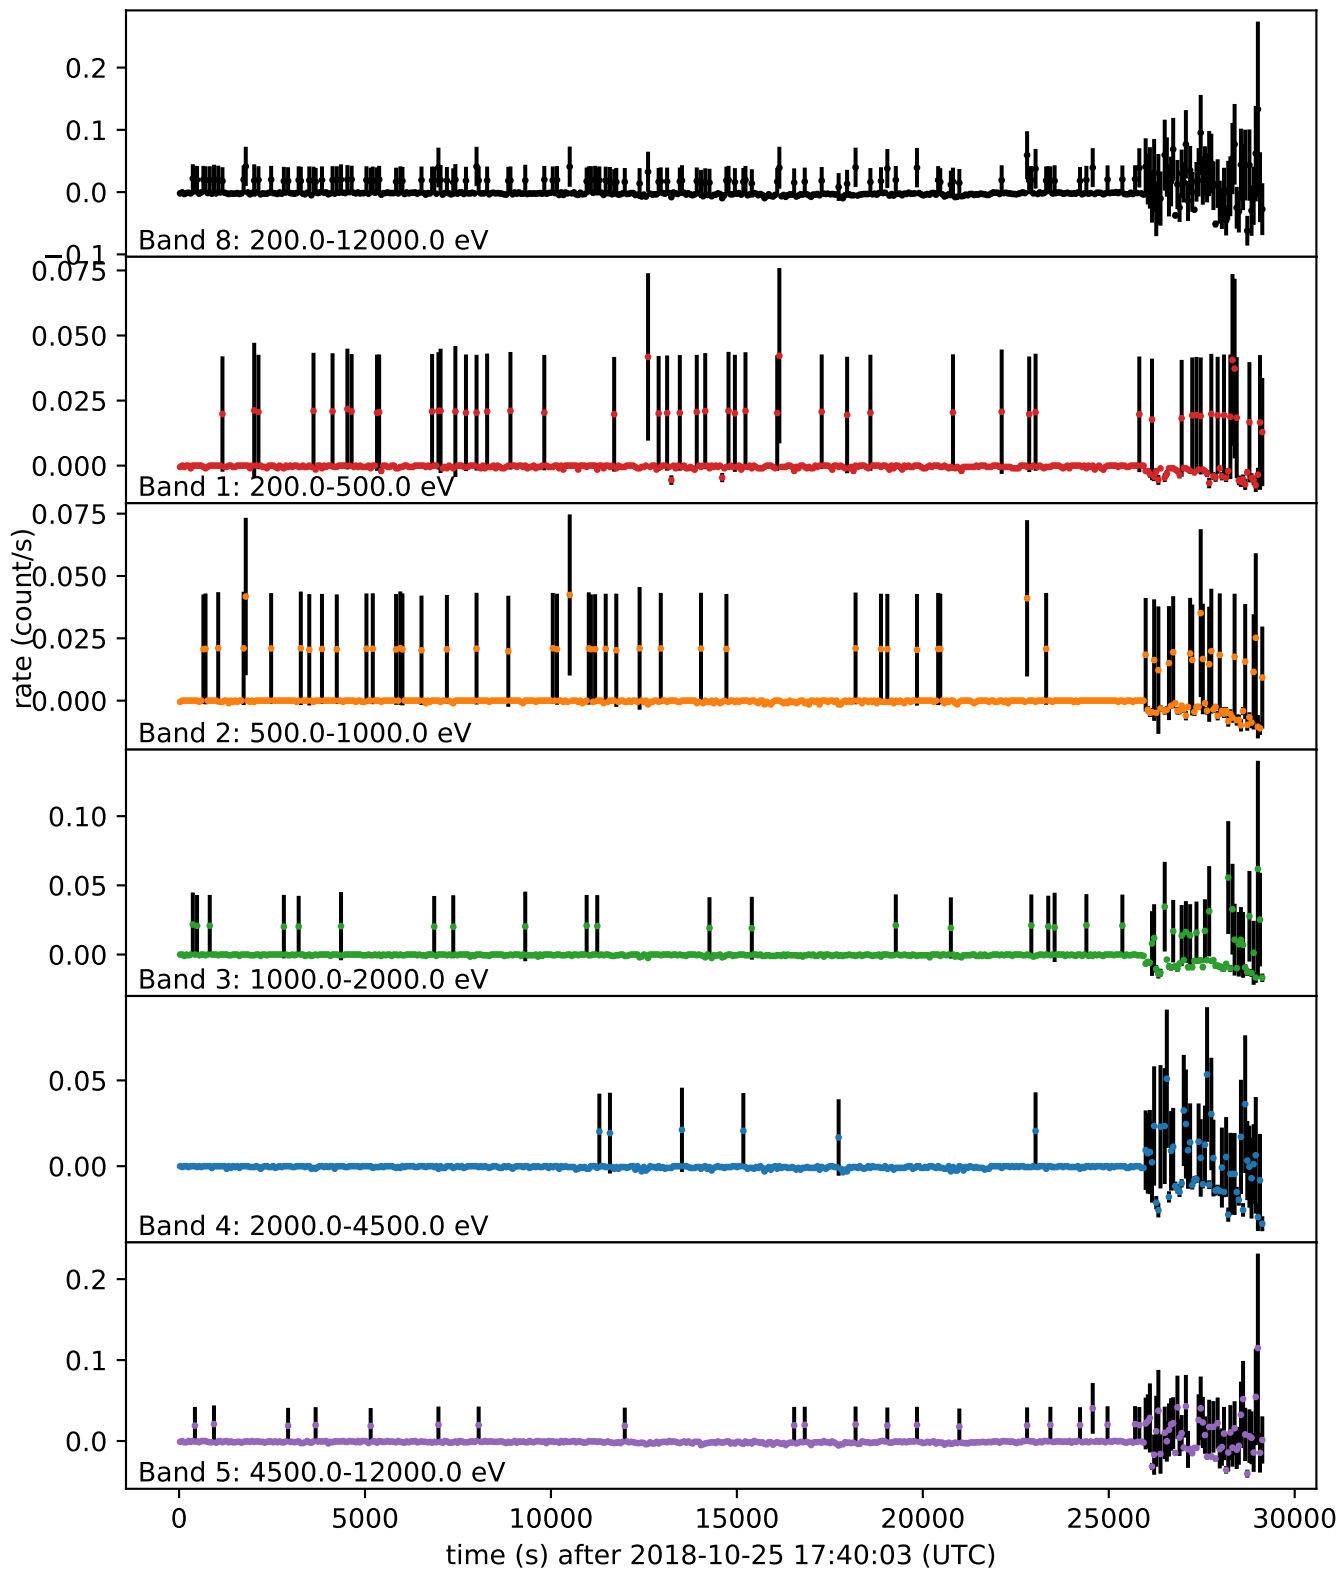 0.2
0.1
0.0
−0.1
Band 8: 200.0-12000.0 eV
0.075
0.050
0.025
0.000
Band 1: 200.0-500.0 eV
0.075
0.050
0.025
0.000
Band 2: 500.0-1000.0 eV
rate (count/s)
0.10
0.05
0.00
Band 3: 1000.0-2000.0 eV
0.05
0.00
Band 4: 2000.0-4500.0 eV
0.2
0.1
0.0
Band 5: 4500.0-12000.0 eV
0 5000 10000 15000 20000 25000 30000
time (s) after 2018-10-25 17:40:03 (UTC)